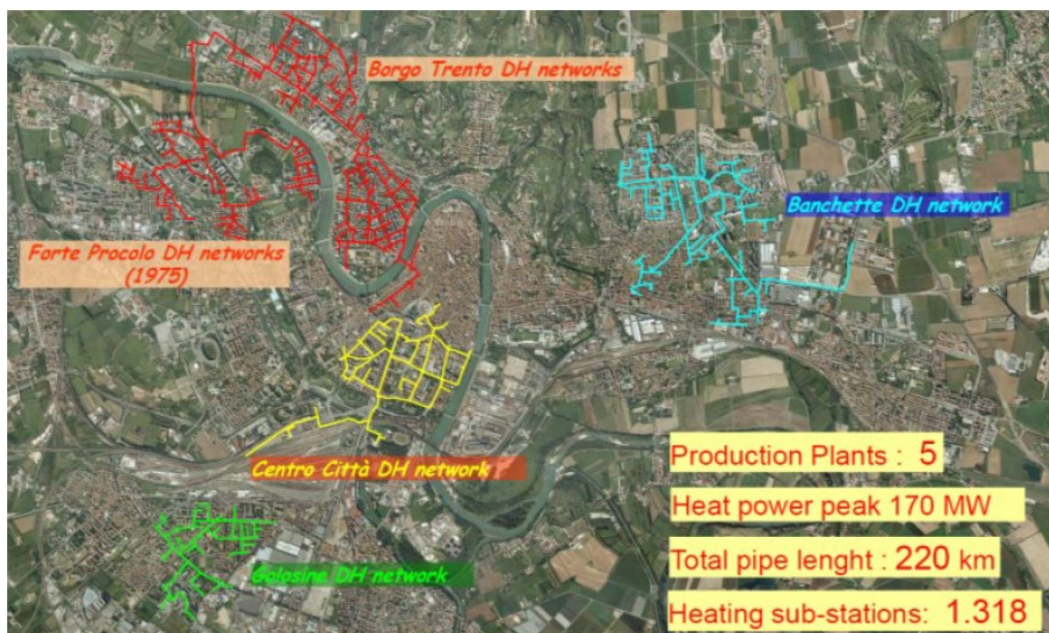 Borgo Trento DH networks
Banchette DH network
Forte Procolo DH networks
(1975)
Centro Città DH network
Golosine DH network
Production Plants : 5
Heat power peak 170 MW
Total pipe lenght : 220 km
Heating sub-stations: 1.318